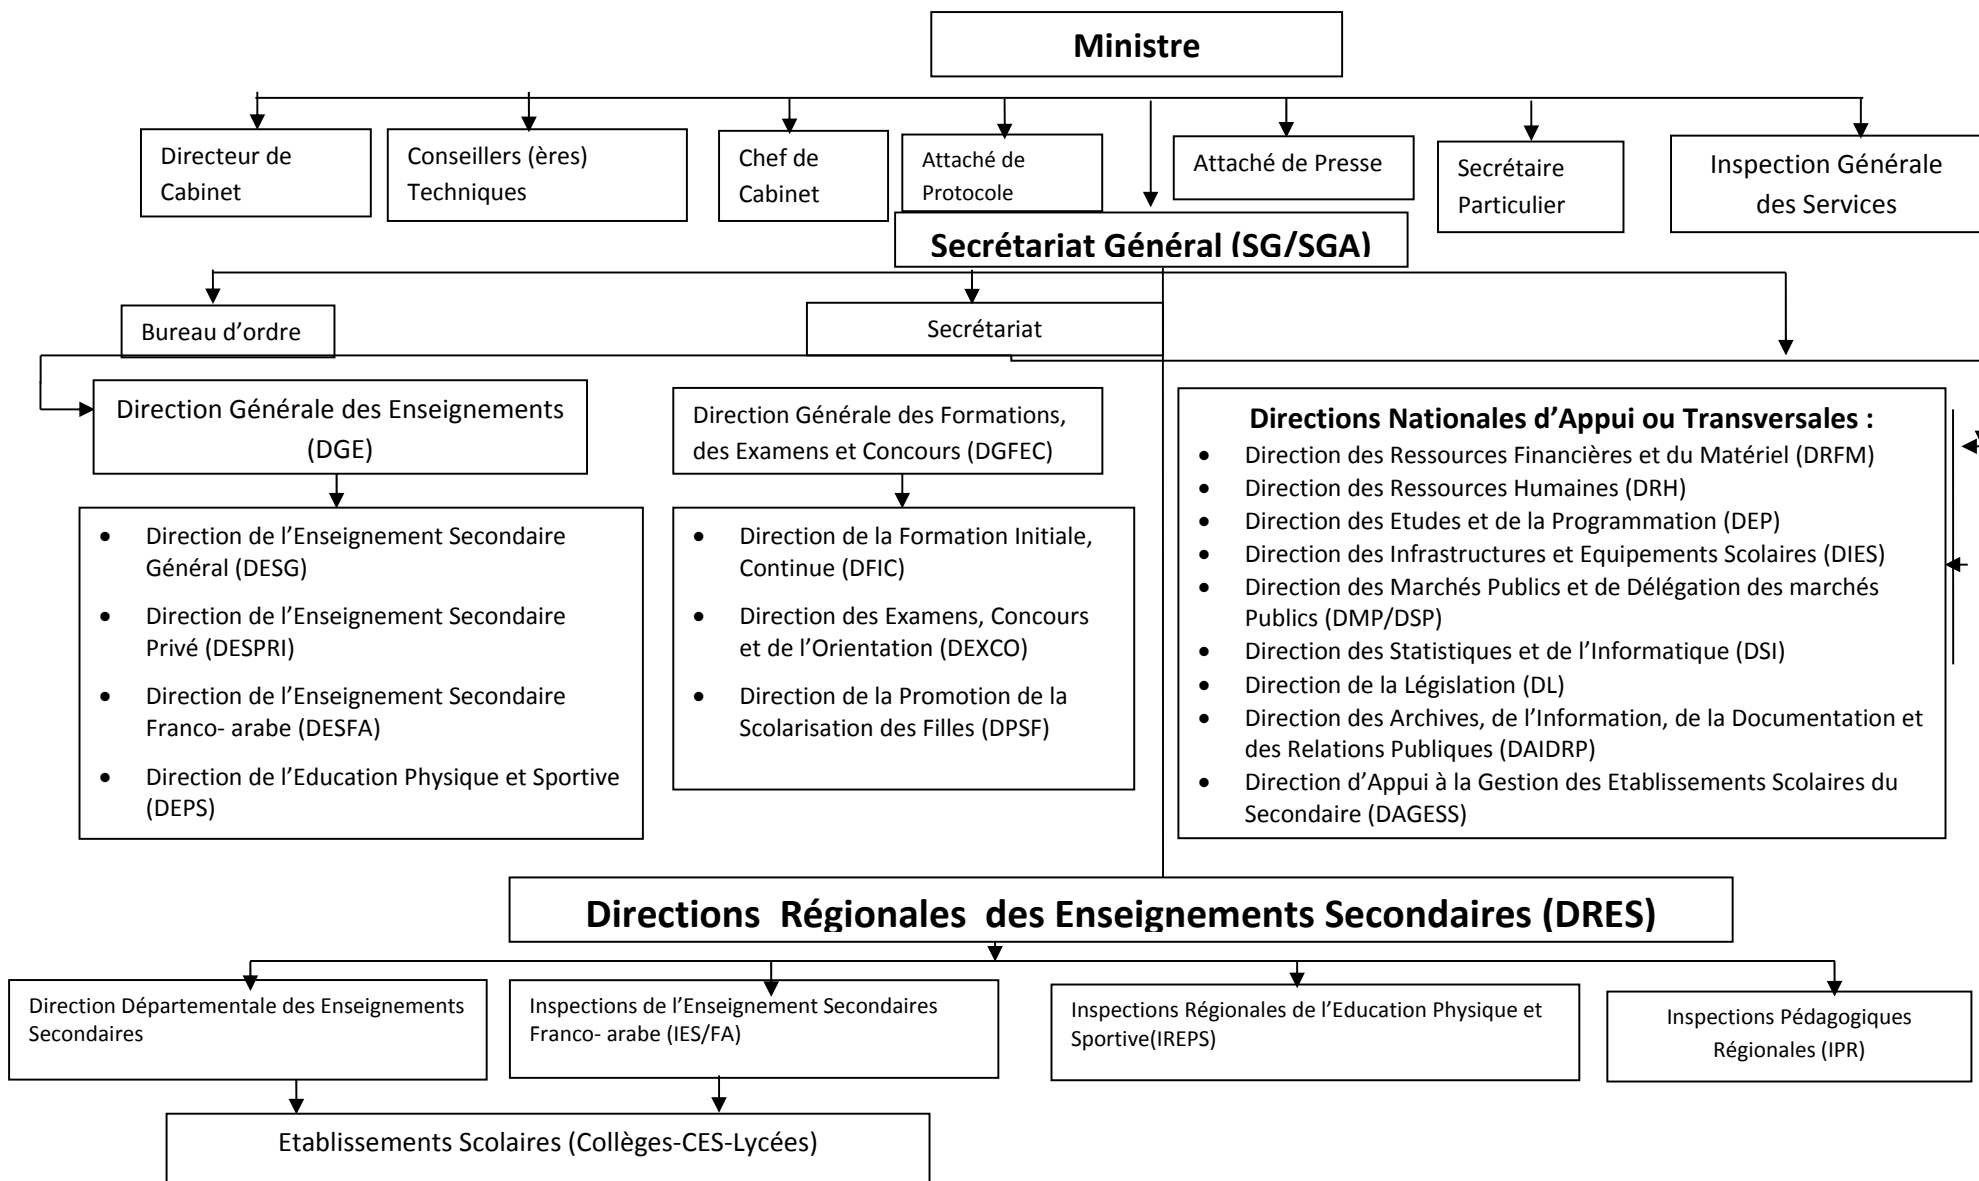 Ministre
Directeur de
Cabinet
Conseillers (ères)
Techniques
Chef de
Cabinet
Attaché de
Protocole
Attaché de Presse
Secrétaire
Particulier
Inspection Générale
des Services
Secrétariat Général (SG/SGA)
Bureau d’ordre
Secrétariat
Direction Générale des Enseignements
(DGE)
Direction Générale des Formations,
des Examens et Concours (DGFEC)
Directions Nationales d’Appui ou Transversales :
• Direction des Ressources Financières et du Matériel (DRFM)
• Direction des Ressources Humaines (DRH)
• Direction des Etudes et de la Programmation (DEP)
• Direction des Infrastructures et Equipements Scolaires (DIES)
• Direction des Marchés Publics et de Délégation des marchés
Publics (DMP/DSP)
• Direction des Statistiques et de l’Informatique (DSI)
• Direction de la Législation (DL)
• Direction des Archives, de l’Information, de la Documentation et
des Relations Publiques (DAIDRP)
• Direction d’Appui à la Gestion des Etablissements Scolaires du
Secondaire (DAGESS)
• Direction de l’Enseignement Secondaire
Général (DESG)
• Direction de l’Enseignement Secondaire
Privé (DESPRI)
• Direction de l’Enseignement Secondaire
Franco- arabe (DESFA)
• Direction de l’Education Physique et Sportive
(DEPS)
• Direction de la Formation Initiale,
Continue (DFIC)
• Direction des Examens, Concours
et de l’Orientation (DEXCO)
• Direction de la Promotion de la
Scolarisation des Filles (DPSF)
Directions Régionales des Enseignements Secondaires (DRES)
Direction Départementale des Enseignements
Secondaires
Inspections de l’Enseignement Secondaires
Franco- arabe (IES/FA)
Inspections Régionales de l’Education Physique et
Sportive(IREPS)
Inspections Pédagogiques
Régionales (IPR)
Etablissements Scolaires (Collèges-CES-Lycées)